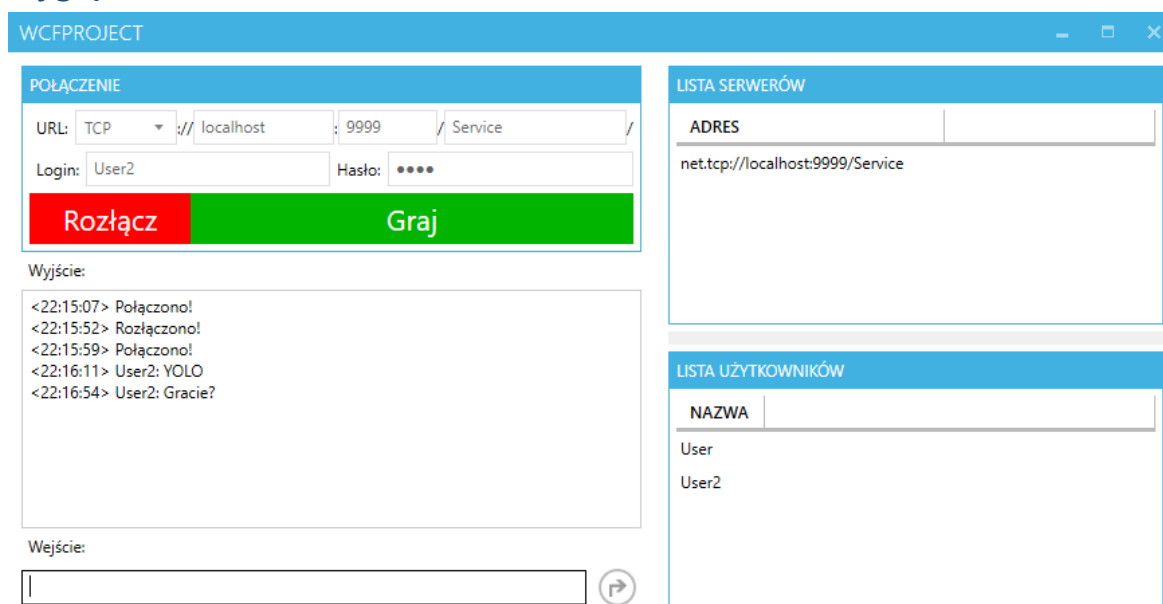 WCFPROJECT
POŁĄCZENIE
URL: TCP :// localhost : 9999 / Service /
Login: User2 Hasło: ••••
Rozłącz Graj
Wyjście:
<22:15:07> Połączono!
<22:15:52> Rozłączono!
<22:15:59> Połączono!
<22:16:11> User2: YOLO
<22:16:54> User2: Gracie?
Wejście:
LISTA SERWERÓW
ADRES
net.tcp://localhost:9999/Service
LISTA UŻYTKOWNIKÓW
NAZWA
User
User2